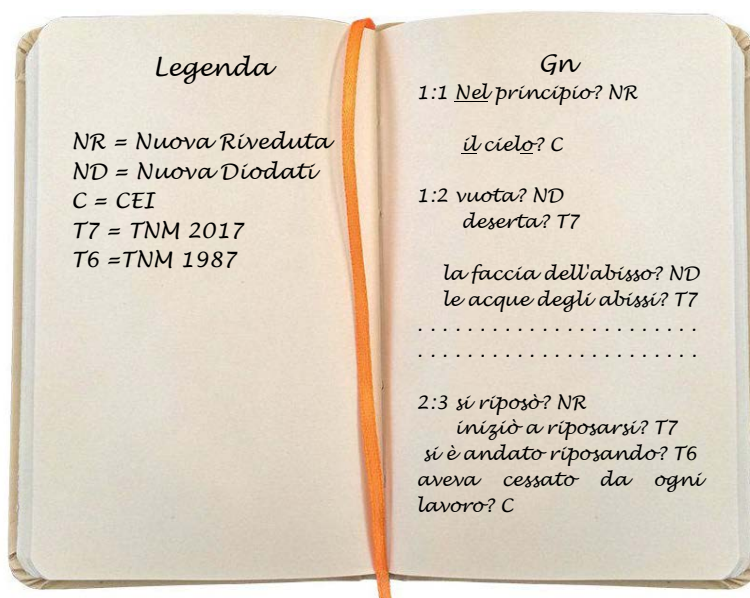 Legenda
NR = Nuova Riveduta
ND = Nuova Diodati
C = CEI
T7 = TNM 2017
T6 =TNM 1987
Gn
1:1 Nel principio? NR
il cielo? C
1:2 vuota? ND
deserta? T7
la faccia dell'abisso? ND
le acque degli abissi? T7
. . . . . . . . . . . . . . . . . . . . . . . . . . .
. . . . . . . . . . . . . . . . . . . . . . . . . . .
2:3 si riposò? NR
iniziò a riposarsi? T7
si è andato riposando? T6
aveva cessato da ogni
lavoro? C